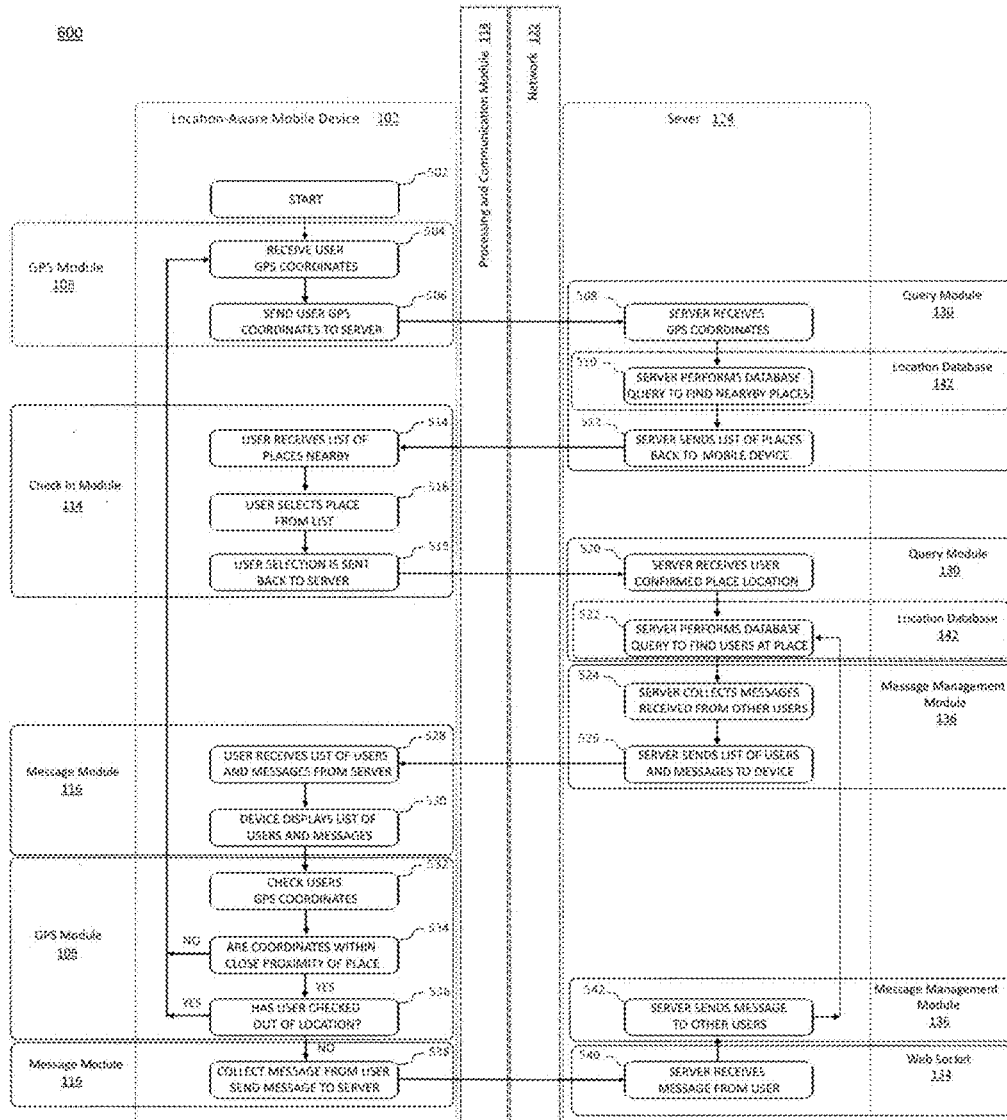 600
Processing and Communication Module 118
Network 122
Location-Aware Mobile Device 102
Sever 124
502
START
504
RECEIVE USER
GPS COORDINATES
GPS Module
108
506
SEND USER GPS
COORDINATES TO SERVER
508
SERVER RECEIVES
GPS COORDINATES
Query Module
130
510
SERVER PERFORMS DATABASE
QUERY TO FIND NEARYBY PLACES
Location Database
142
512
SERVER SENDS LIST OF PLACES
BACK TO MOBILE DEVICE
514
USER RECEIVES LIST OF
PLACES NEARBY
Check In Module
114
516
USER SELECTS PLACE
FROM LIST
USER SELECTION IS SENT
BACK TO SERVER
520
SERVER RECEIVES USER
CONFIRMED PLACE LOCATION
Query Module
130
522
SERVER PERFORMS DATABASE
QUERY TO FIND USERS AT PLACE
Location Database
142
524
SERVER COLLECTS MESSAGES
RECEIVED FROM OTHER USERS
Message Management
Module
136
526
SERVER SENDS LIST OF USERS
AND MESSAGES TO DEVICE
528
USER RECEIVES LIST OF USERS
AND MESSAGES FROM SERVER
Message Module
116
530
DEVICE DISPLAYS LIST OF
USERS AND MESSAGES
532
CHECK USERS
GPS COORDINATES
GPS Module
108
534
ARE COORDINATES WITHIN
CLOSE PROXIMITY OF PLACE
NO
YES
536
HAS USER CHECKED
OUT OF LOCATION?
YES
NO
542
SERVER SENDS MESSAGE
TO OTHER USERS
Message Management
Module
136
538
COLLECT MESSAGE FROM USER
SEND MESSAGE TO SERVER
Message Module
116
540
SERVER RECEIVES
MESSAGE FROM USER
Web Socket
134